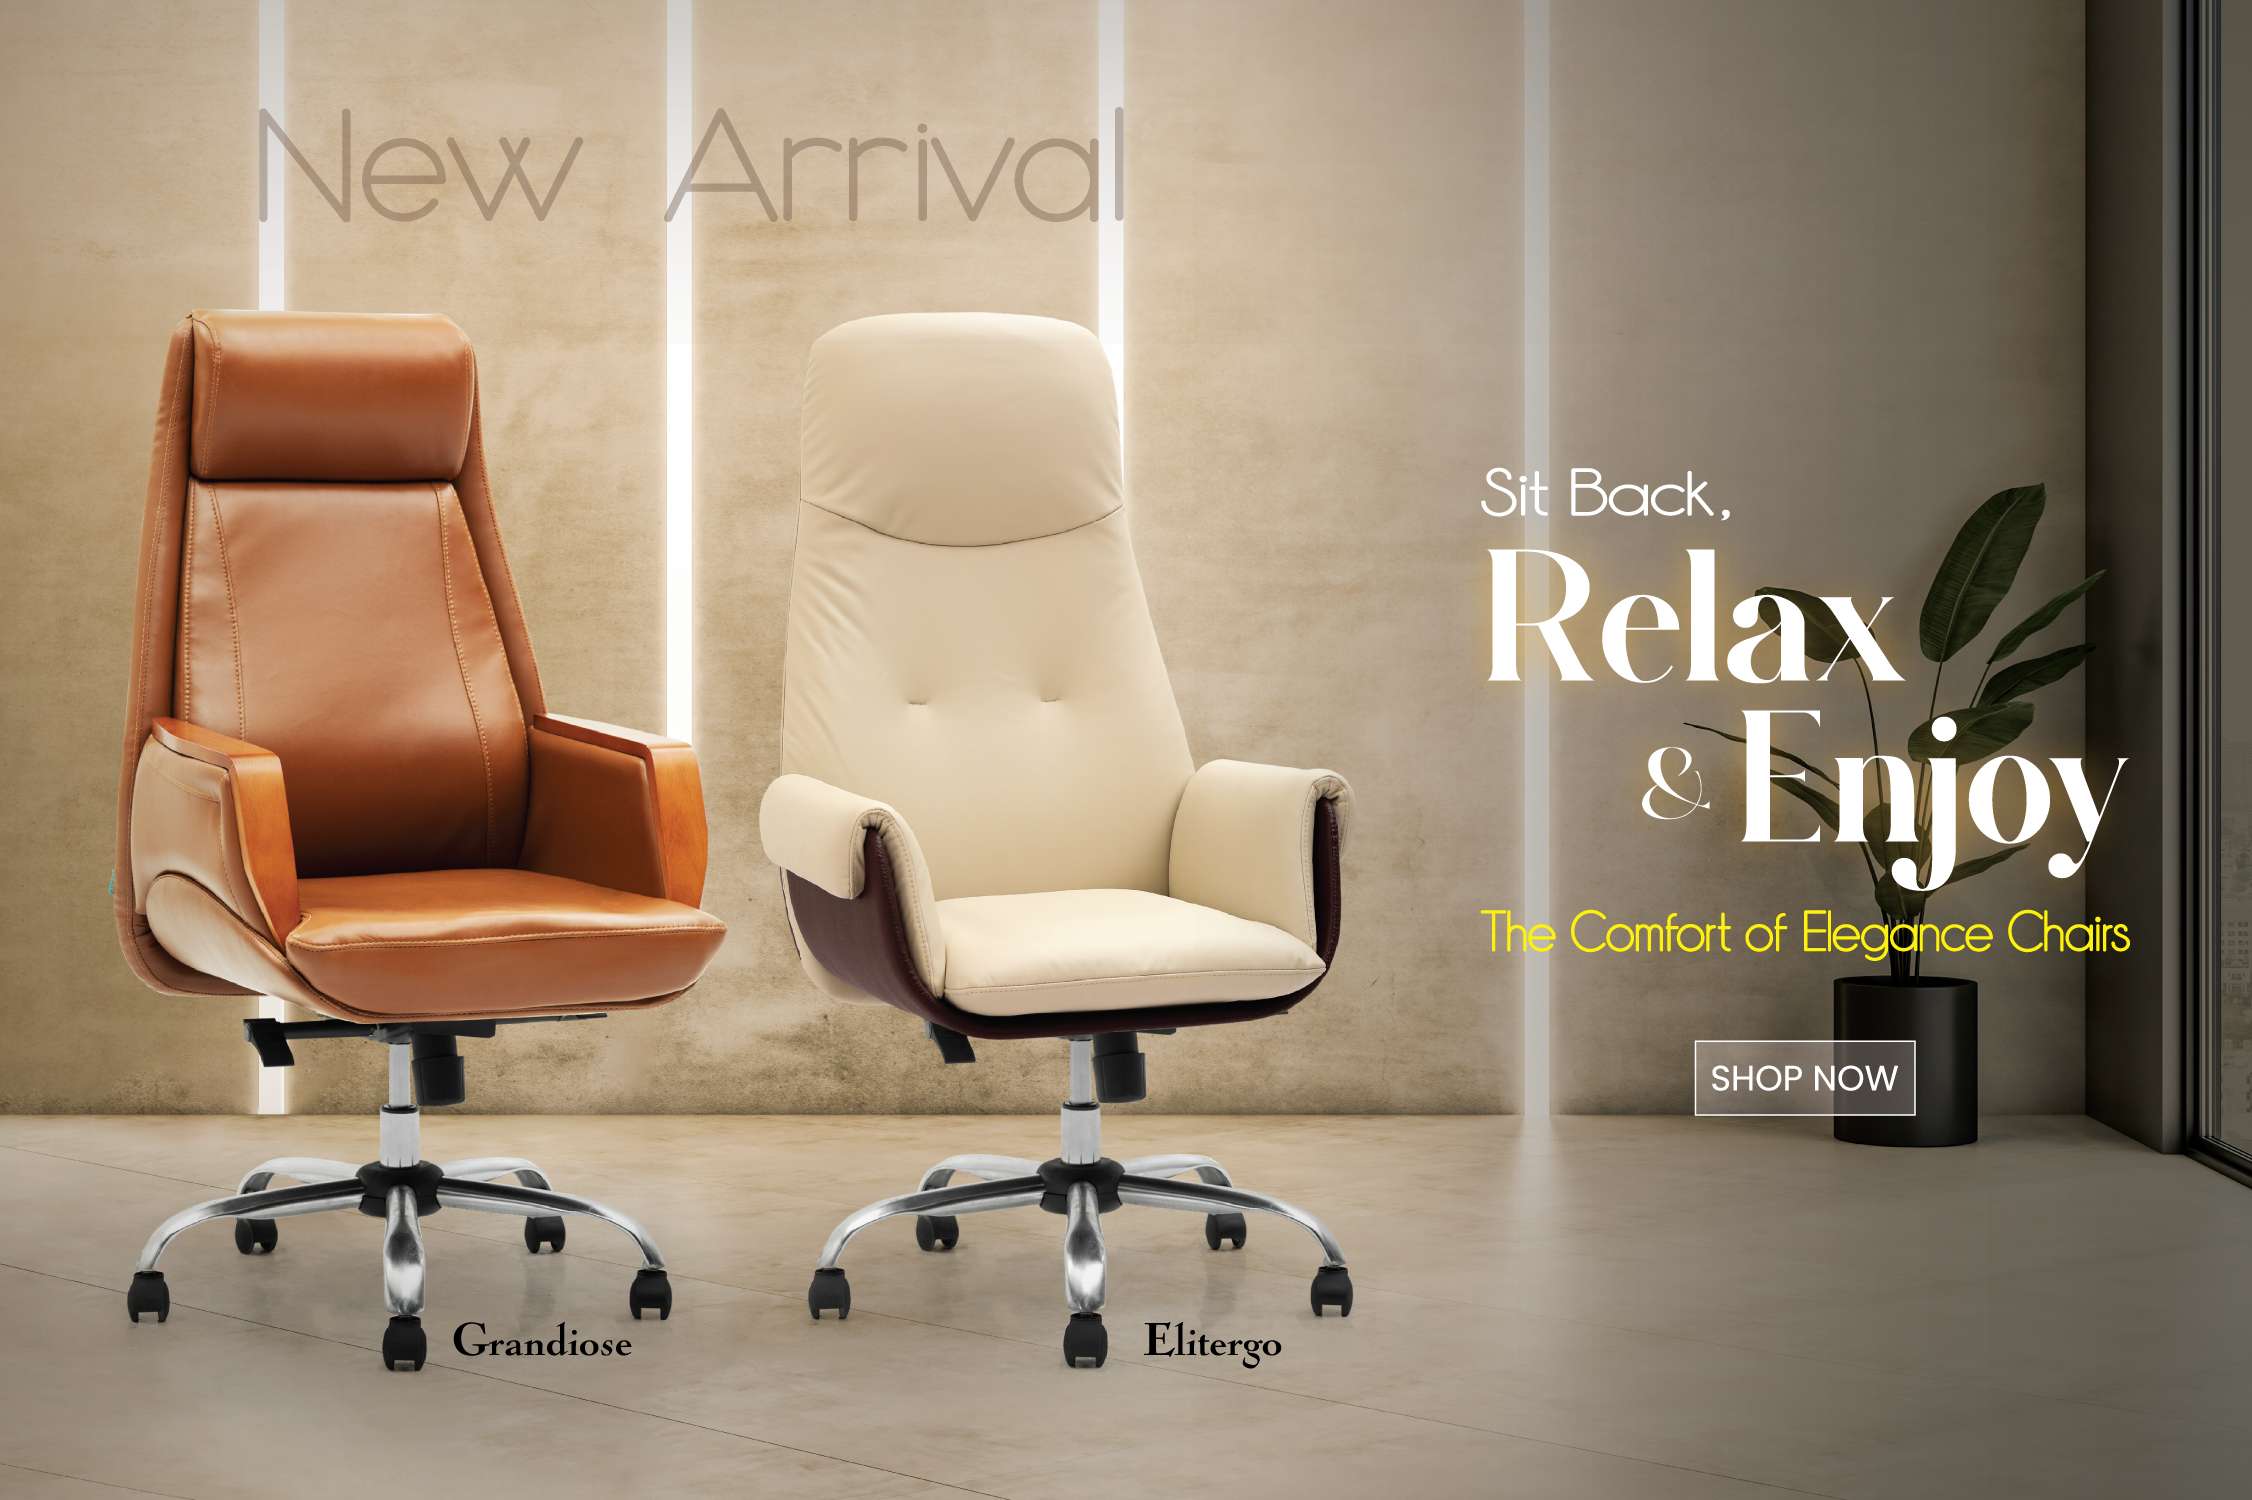 New Arrival
Sit Back,
Relax
& Enjoy
The Comfort of Elegance Chairs
SHOP NOW
Grandiose
Elitergo